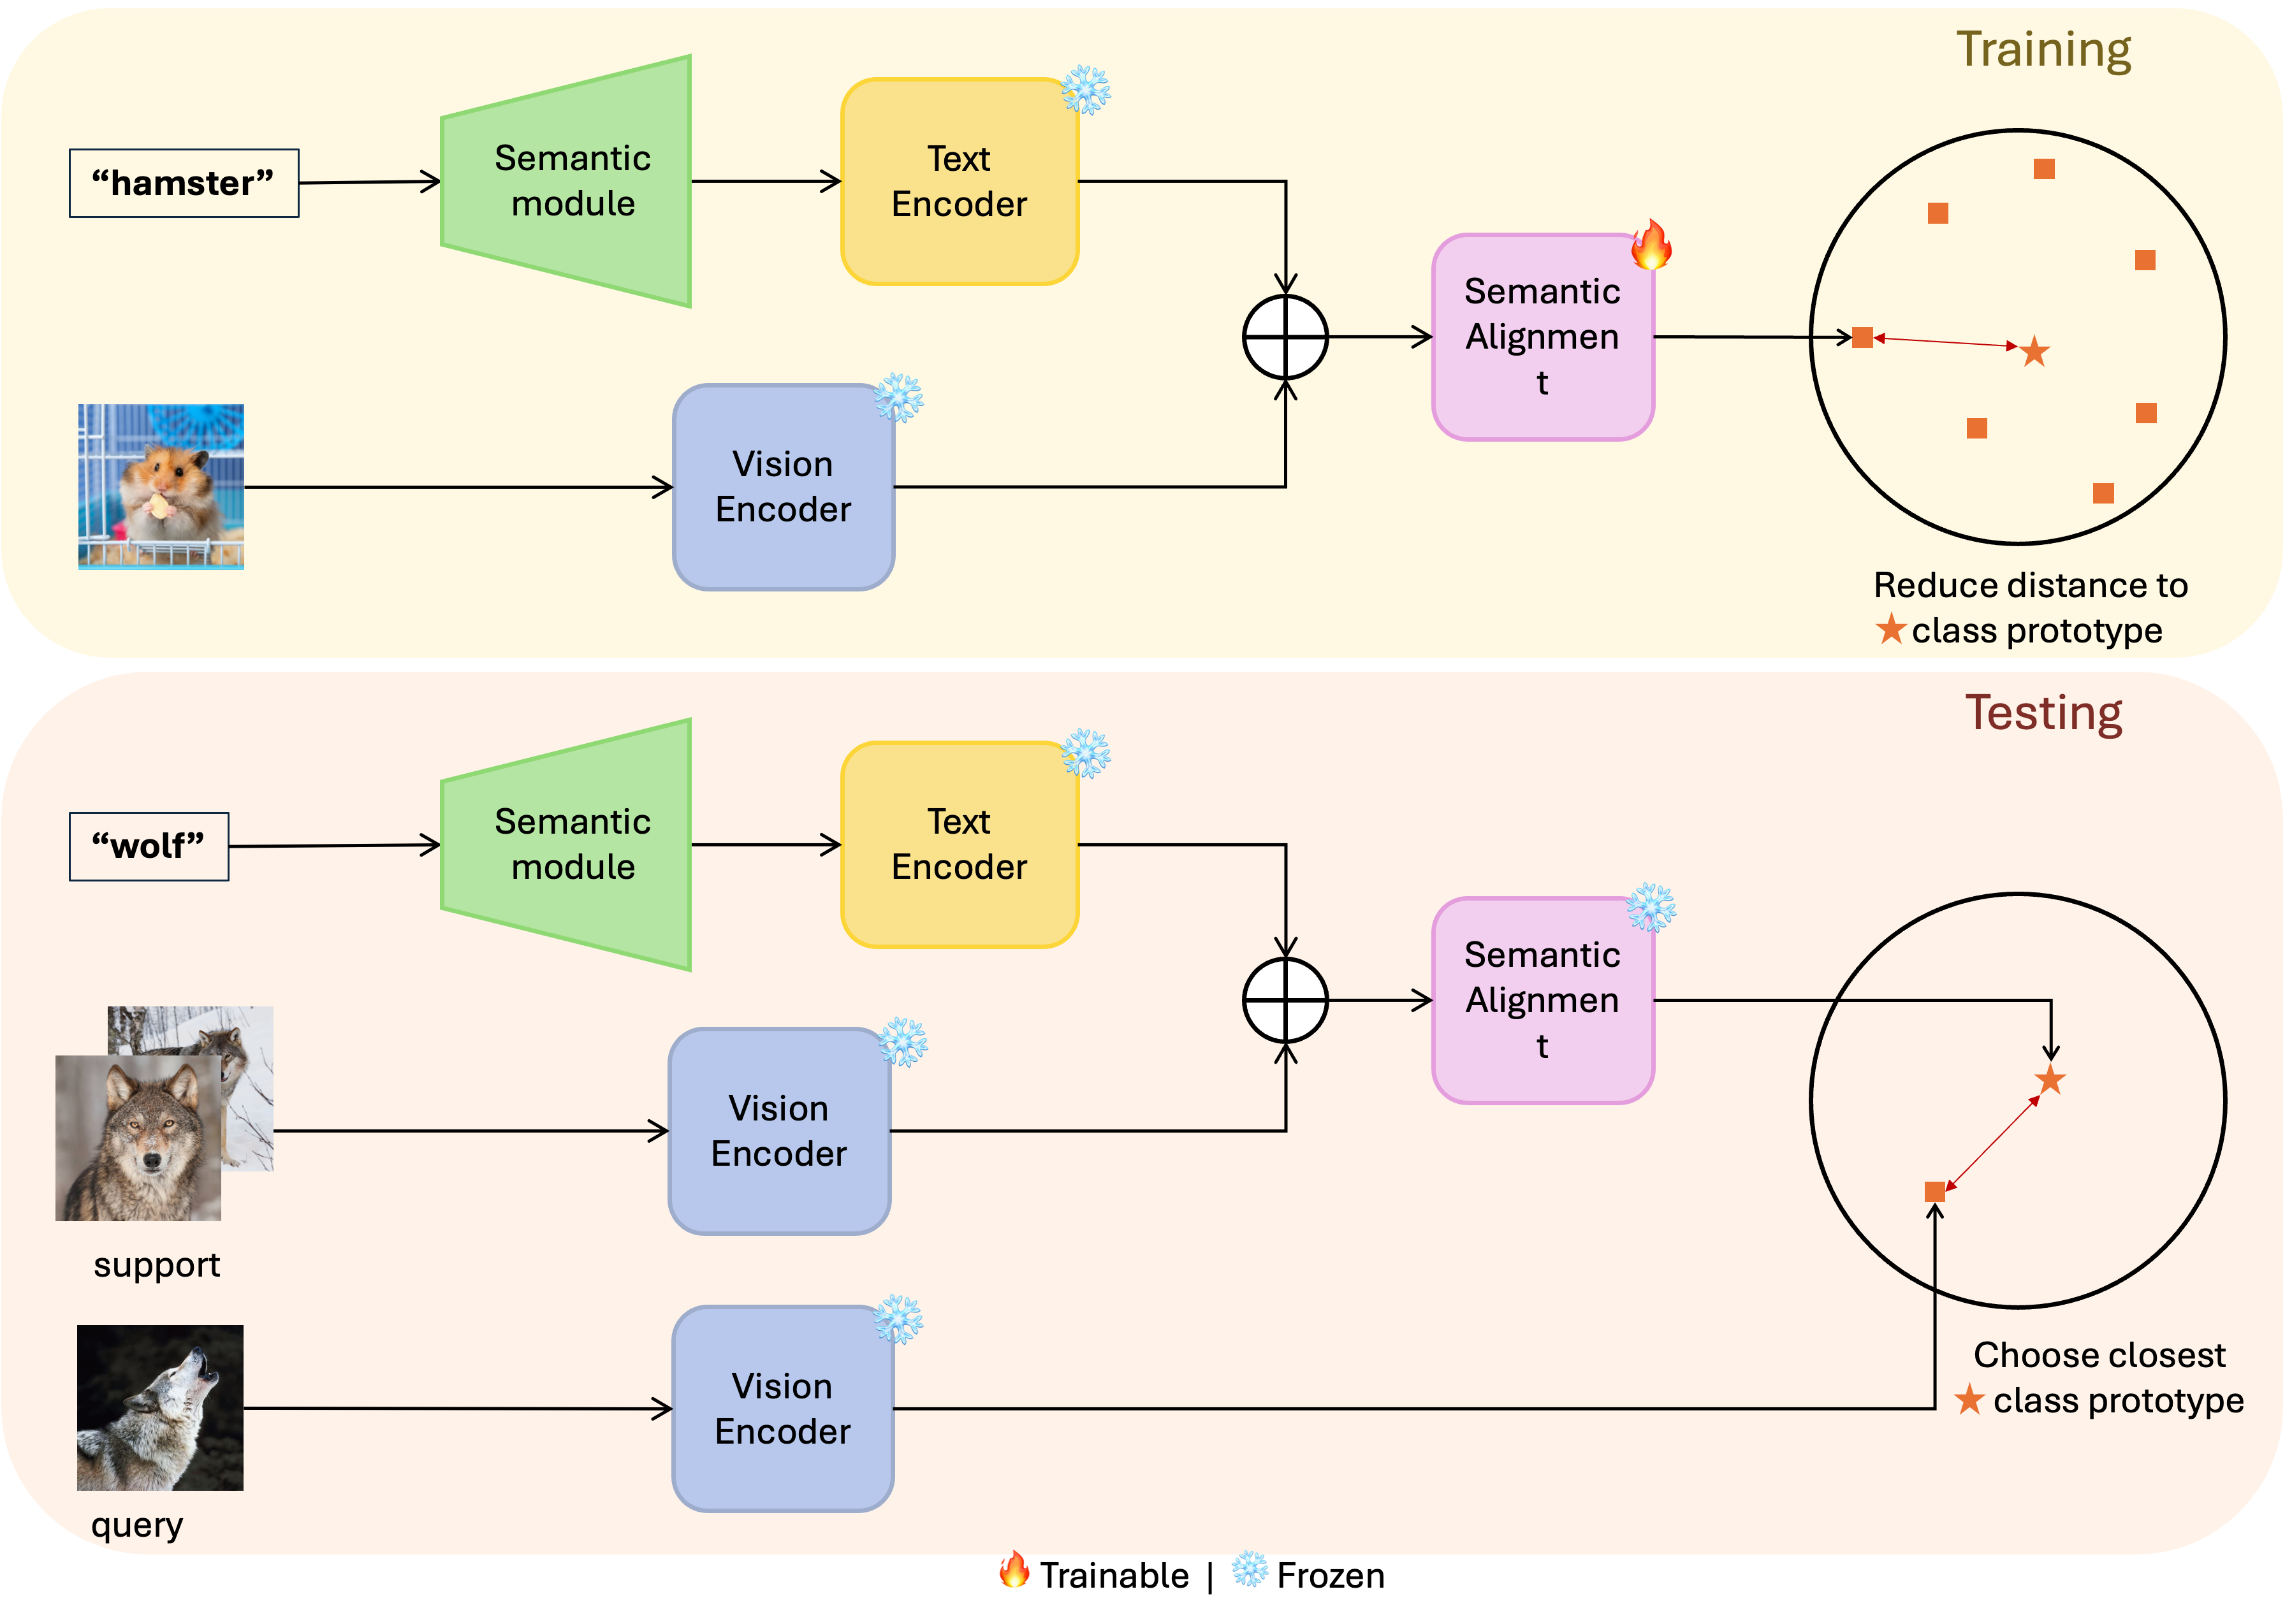 Training
“hamster”
Semantic
module
Text
Encoder
Vision
Encoder
Semantic
Alignmen
t
Reduce distance to
class prototype
Testing
“wolf”
Semantic
module
Text
Encoder
Vision
Encoder
Semantic
Alignmen
t
support
Vision
Encoder
query
Choose closest
class prototype
Trainable | Frozen